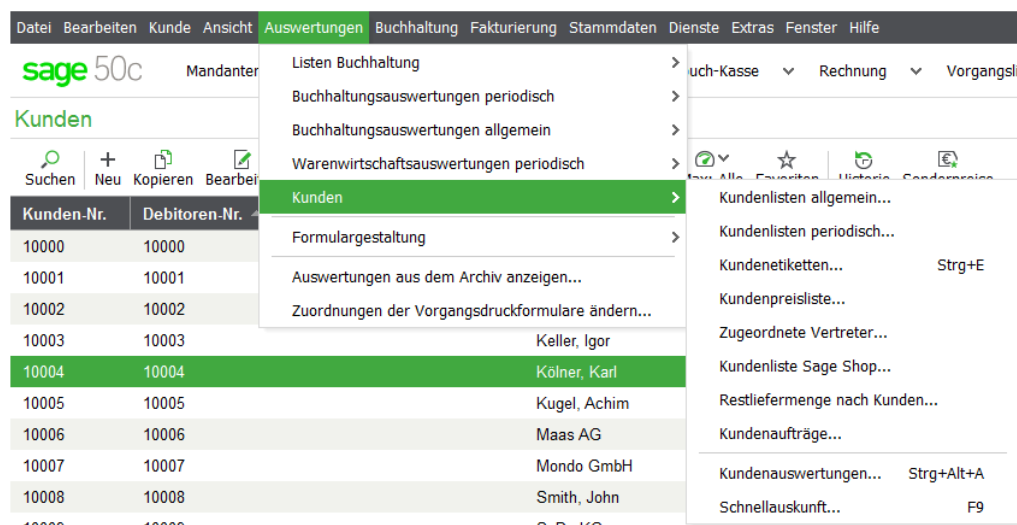 Datei Bearbeiten Kunde Ansicht Auswertungen Buchhaltung Fakturierung Stammdaten Dienste Extras Fenster Hilfe
sage 50c
Rechnung
Listen Buchhaltung
Buchhaltungsauswertungen periodisch
Buchhaltungsauswertungen allgemein
Warenwirtschaftsauswertungen periodisch
Kunden
Formulargestaltung
Auswertungen aus dem Archiv anzeigen...
Zuordnungen der Vorgangsdruckformulare ändern...
Kunden
Suchen Neu Kopieren
Kundenlisten allgemein...
Kundenlisten periodisch...
Kundenetiketten... Strg+E
Kundenpreisliste...
Zugeordnete Vertreter...
Kundenliste Sage Shop...
Restliefermenge nach Kunden...
Kundenaufträge...
Kundenauswertungen... Strg+Alt+A
Schnellauskunft... F9
Kunden-Nr. Debitoren-Nr.
10000 10000
10001 10001
10002 10002
10003 10003 Keller, Igor
10004 10004 Kölner, Karl
10005 10005 Kugel, Achim
10006 10006 Maas AG
10007 10007 Mondo GmbH
10008 10008 Smith, John